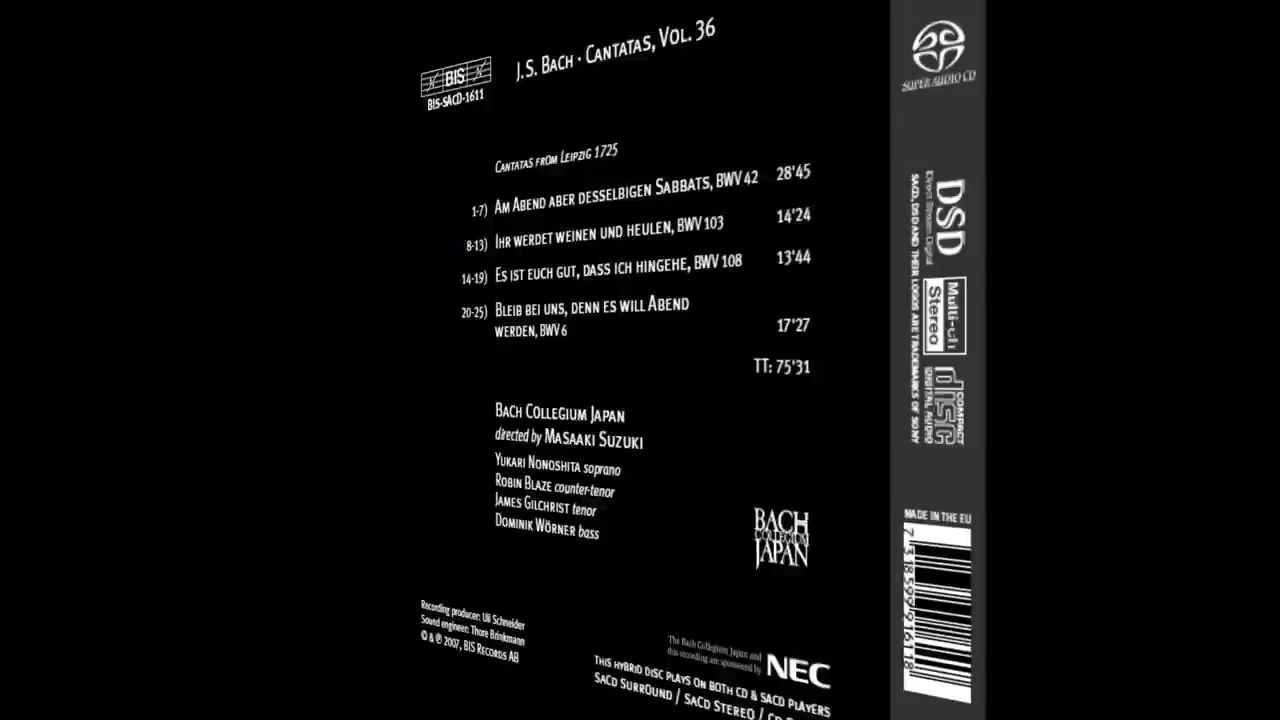 J.S. Bach · Cantatas, Vol. 36
BIS
BIS-SACD-1611
Cantatas from Leipzig 1725
1-7) Am Abend aber desselbigen Sabbats, BWV 42 28'45
8-13) Ihr werdet weinen und heulen, BWV 103 14'24
14-19) Es ist euch gut, dass ich hingehe, BWV 108 13'44
20-25) Bleib bei uns, denn es will Abend
werden, BWV 6 17'27
TT: 75'31
Bach Collegium Japan
directed by Masaaki Suzuki
Yukari Nonoshita soprano
Robin Blaze counter-tenor
James Gilchrist tenor
Dominik Wörner bass
BACH
COLLEGIUM
JAPAN
Recording producer: Uli Schneider
Sound engineer: Thore Brinkmann
© & ℗ 2007, BIS Records AB
The Bach Collegium Japan and
this recording are sponsored by NEC
This hybrid disc plays on both CD & SACD players
SACD Surround / SACD Stereo / CD
SUPER AUDIO CD
DSD
Direct Stream Digital
SACD, DSD AND THEIR LOGOS ARE TRADEMARKS OF SONY
Multi-ch
Stereo
COMPACT
disc
DIGITAL AUDIO
MADE IN THE EU
7 318599 916118